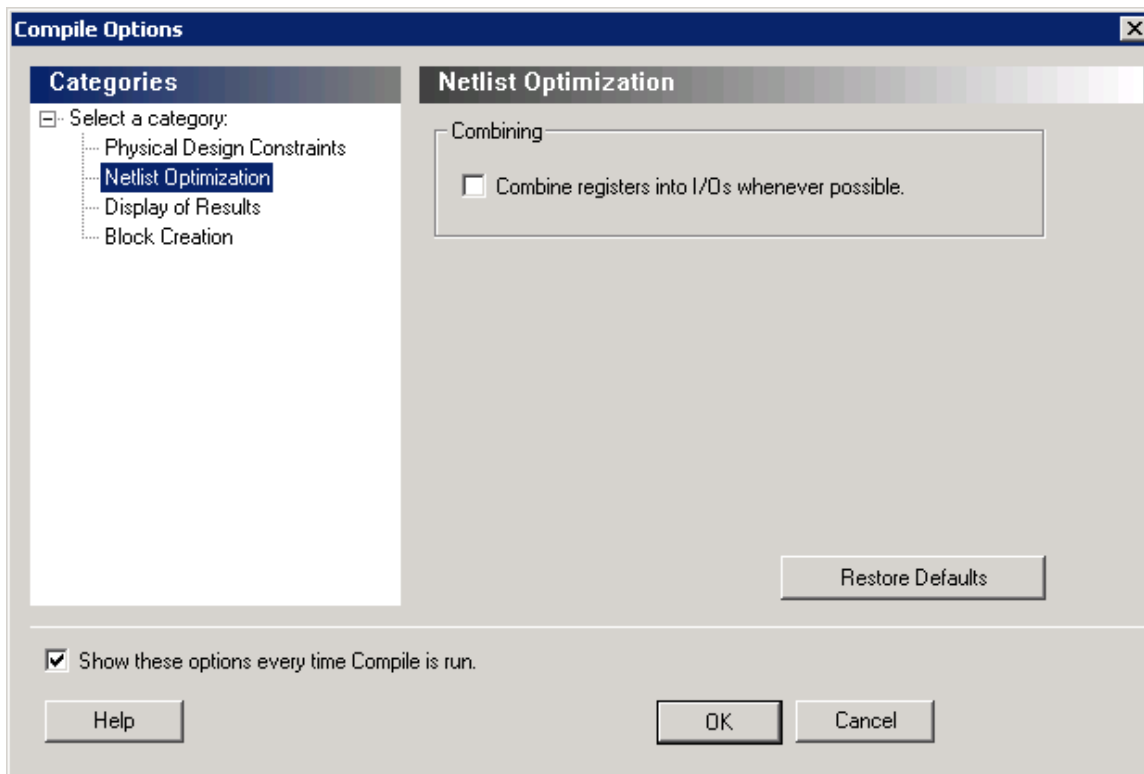 Compile Options
Categories
Select a category:
Physical Design Constraints
Netlist Optimization
Display of Results
Block Creation
Netlist Optimization
Combining
Combine registers into I/Os whenever possible.
Restore Defaults
Show these options every time Compile is run.
Help
OK
Cancel